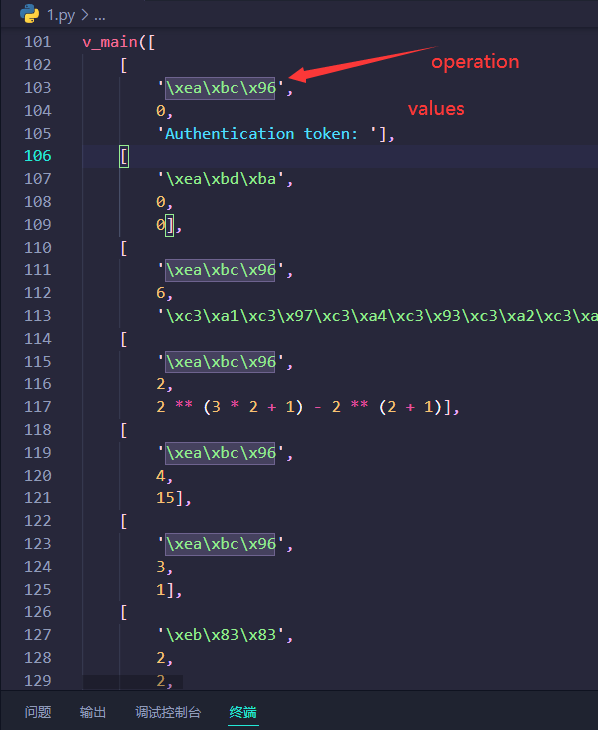 1.py > ...
101 v_main([
102 [
operation
103 '\xea\xbc\x96',
104 0,
values
105 'Authentication token: '],
106 [
107 '\xea\xbd\xba',
108 0,
109 0],
110 [
111 '\xea\xbc\x96',
112 6,
113 '\xc3\xa1\xc3\x97\xc3\xa4\xc3\x93\xc3\xa2\xc3\xa
114 [
115 '\xea\xbc\x96',
116 2,
117 2 ** (3 * 2 + 1) - 2 ** (2 + 1)],
118 [
119 '\xea\xbc\x96',
120 4,
121 15],
122 [
123 '\xea\xbc\x96',
124 3,
125 1],
126 [
127 '\xeb\x83\x83',
128 2,
129 2,
问题 输出 调试控制台 终端